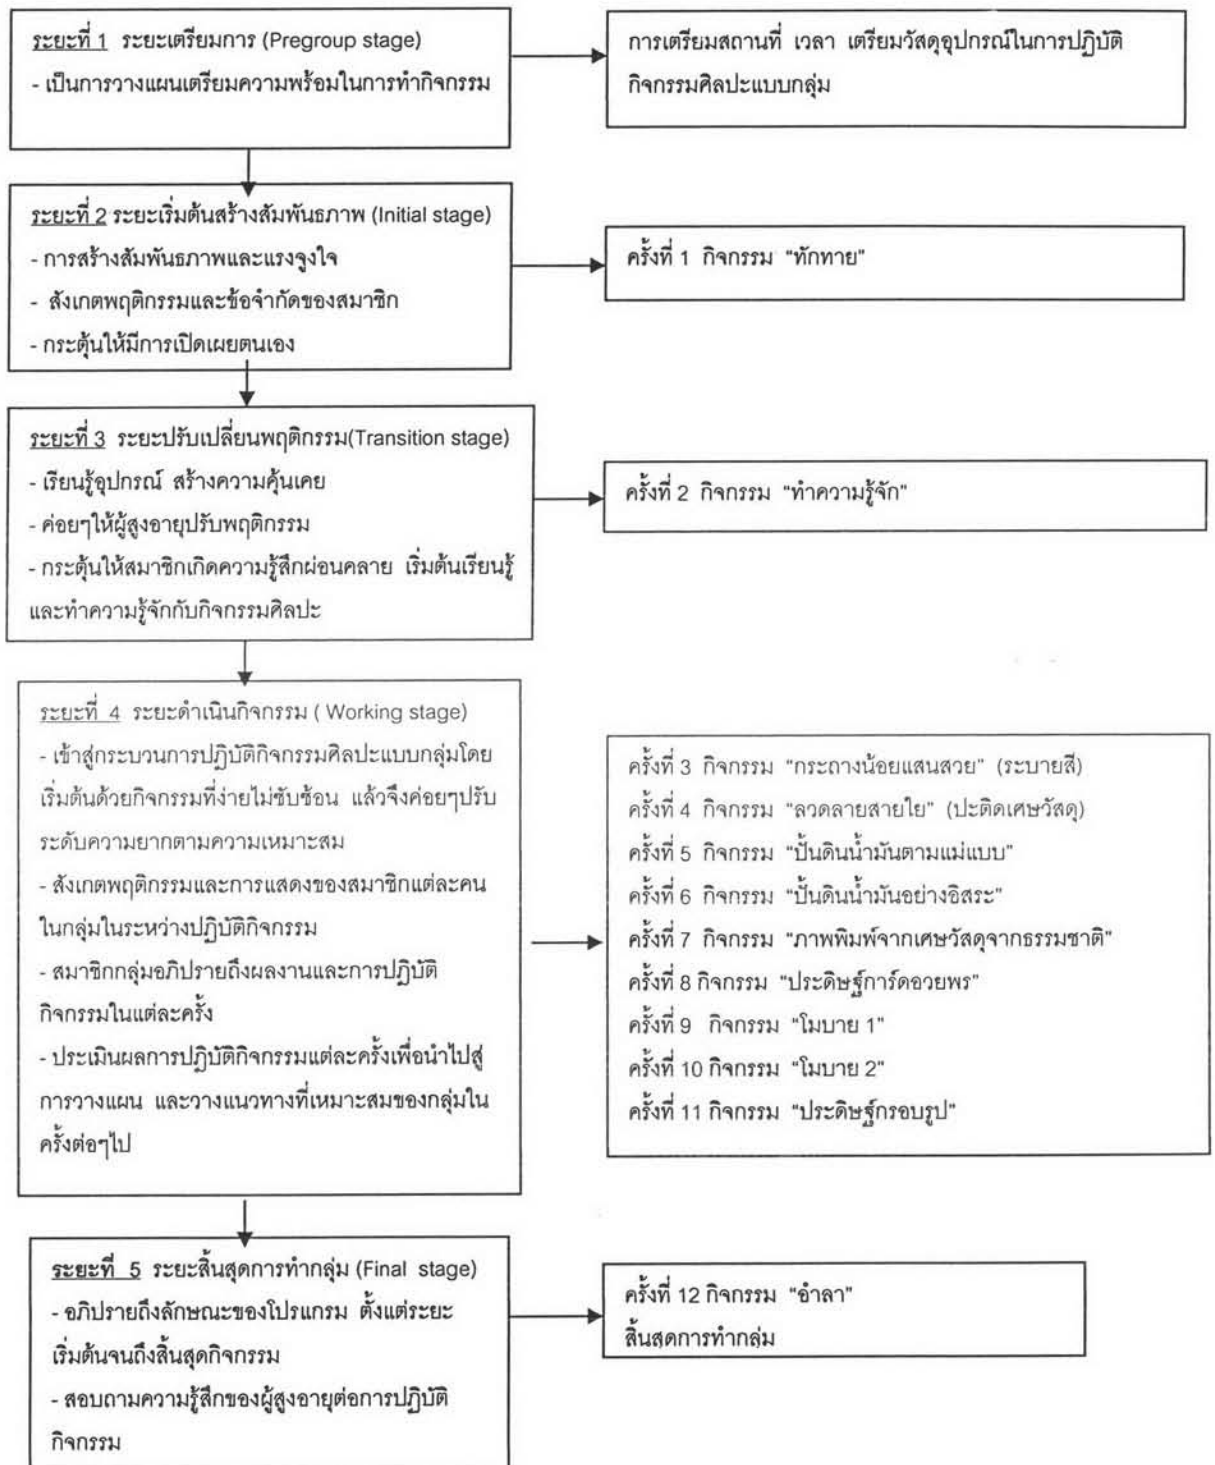 ระยะที่ 1 ระยะเตรียมการ (Pregroup stage)
- เป็นการวางแผนเตรียมความพร้อมในการทำกิจกรรม
การเตรียมสถานที่ เวลา เตรียมวัสดุอุปกรณ์ในการปฏิบัติ
กิจกรรมศิลปะแบบกลุ่ม
ระยะที่ 2 ระยะเริ่มต้นสร้างสัมพันธภาพ (Initial stage)
- การสร้างสัมพันธภาพและแรงจูงใจ
- สังเกตพฤติกรรมและข้อจำกัดของสมาชิก
- กระตุ้นให้มีการเปิดเผยตนเอง
ครั้งที่ 1 กิจกรรม "ทักทาย"
ระยะที่ 3 ระยะปรับเปลี่ยนพฤติกรรม(Transition stage)
- เรียนรู้อุปกรณ์ สร้างความคุ้นเคย
- ค่อยๆให้ผู้สูงอายุปรับพฤติกรรม
- กระตุ้นให้สมาชิกเกิดความรู้สึกผ่อนคลาย เริ่มต้นเรียนรู้
และทำความรู้จักกับกิจกรรมศิลปะ
ครั้งที่ 2 กิจกรรม "ทำความรู้จัก"
ระยะที่ 4 ระยะดำเนินกิจกรรม ( Working stage)
- เข้าสู่กระบวนการปฏิบัติกิจกรรมศิลปะแบบกลุ่มโดย
เริ่มต้นด้วยกิจกรรมที่ง่ายไม่ซับซ้อน แล้วจึงค่อยๆปรับ
ระดับความยากตามความเหมาะสม
- สังเกตพฤติกรรมและการแสดงของสมาชิกแต่ละคน
ในกลุ่มในระหว่างปฏิบัติกิจกรรม
- สมาชิกกลุ่มอภิปรายถึงผลงานและการปฏิบัติ
กิจกรรมในแต่ละครั้ง
- ประเมินผลการปฏิบัติกิจกรรมแต่ละครั้งเพื่อนำไปสู่
การวางแผน และวางแนวทางที่เหมาะสมของกลุ่มใน
ครั้งต่อๆไป
ครั้งที่ 3 กิจกรรม "กระถางน้อยแสนสวย" (ระบายสี)
ครั้งที่ 4 กิจกรรม "ลวดลายสายใย" (ปะติดเศษวัสดุ)
ครั้งที่ 5 กิจกรรม "ปั้นดินน้ำมันตามแม่แบบ"
ครั้งที่ 6 กิจกรรม "ปั้นดินน้ำมันอย่างอิสระ"
ครั้งที่ 7 กิจกรรม "ภาพพิมพ์จากเศษวัสดุจากธรรมชาติ"
ครั้งที่ 8 กิจกรรม "ประดิษฐ์การ์ดอวยพร"
ครั้งที่ 9 กิจกรรม "โมบาย 1"
ครั้งที่ 10 กิจกรรม "โมบาย 2"
ครั้งที่ 11 กิจกรรม "ประดิษฐ์กรอบรูป"
ระยะที่ 5 ระยะสิ้นสุดการทำกลุ่ม (Final stage)
- อภิปรายถึงลักษณะของโปรแกรม ตั้งแต่ระยะ
เริ่มต้นจนถึงสิ้นสุดกิจกรรม
- สอบถามความรู้สึกของผู้สูงอายุต่อการปฏิบัติ
กิจกรรม
ครั้งที่ 12 กิจกรรม "อำลา"
สิ้นสุดการทำกลุ่ม